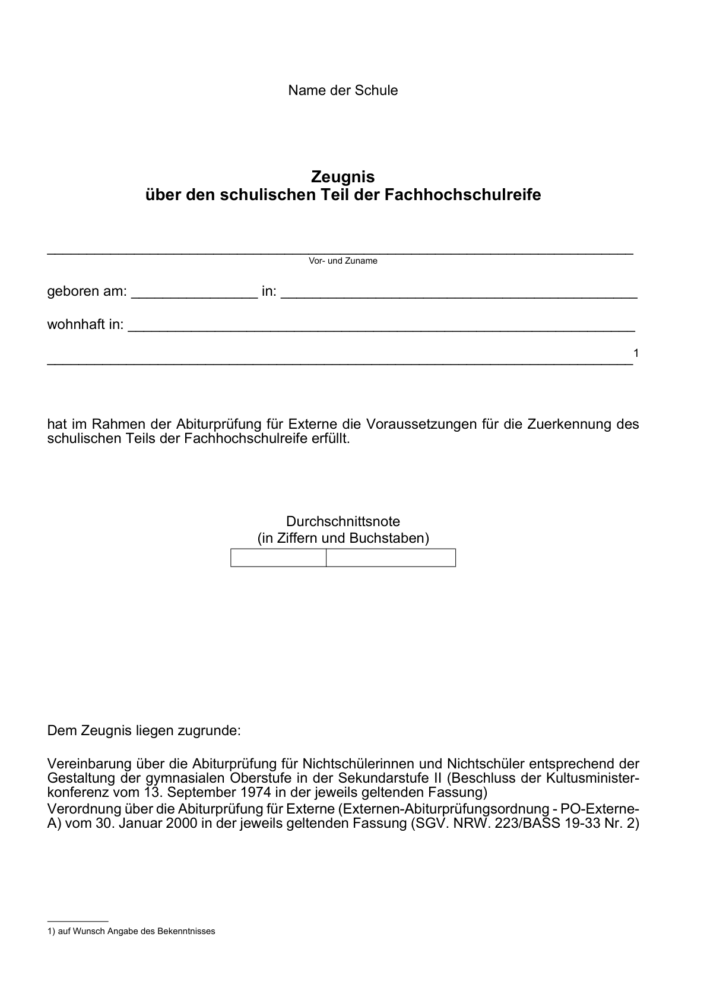 Name der Schule
Zeugnis
über den schulischen Teil der Fachhochschulreife
Vor- und Zuname
geboren am: ________________ in: _____________________________________________
wohnhaft in: ________________________________________________________________
__________________________________________________________________________1
hat im Rahmen der Abiturprüfung für Externe die Voraussetzungen für die Zuerkennung des
schulischen Teils der Fachhochschulreife erfüllt.
Durchschnittsnote
(in Ziffern und Buchstaben)
Dem Zeugnis liegen zugrunde:
Vereinbarung über die Abiturprüfung für Nichtschülerinnen und Nichtschüler entsprechend der
Gestaltung der gymnasialen Oberstufe in der Sekundarstufe II (Beschluss der Kultusminister-
konferenz vom 13. September 1974 in der jeweils geltenden Fassung)
Verordnung über die Abiturprüfung für Externe (Externen-Abiturprüfungsordnung - PO-Externe-
A) vom 30. Januar 2000 in der jeweils geltenden Fassung (SGV. NRW. 223/BASS 19-33 Nr. 2)
1) auf Wunsch Angabe des Bekenntnisses